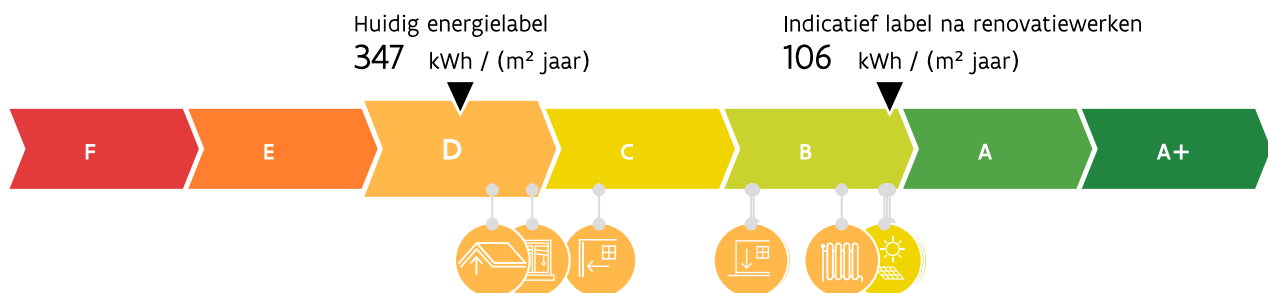 Huidig energielabel
347 kWh / (m² jaar)
Indicatief label na renovatiewerken
106 kWh / (m² jaar)
F E D C B A A+